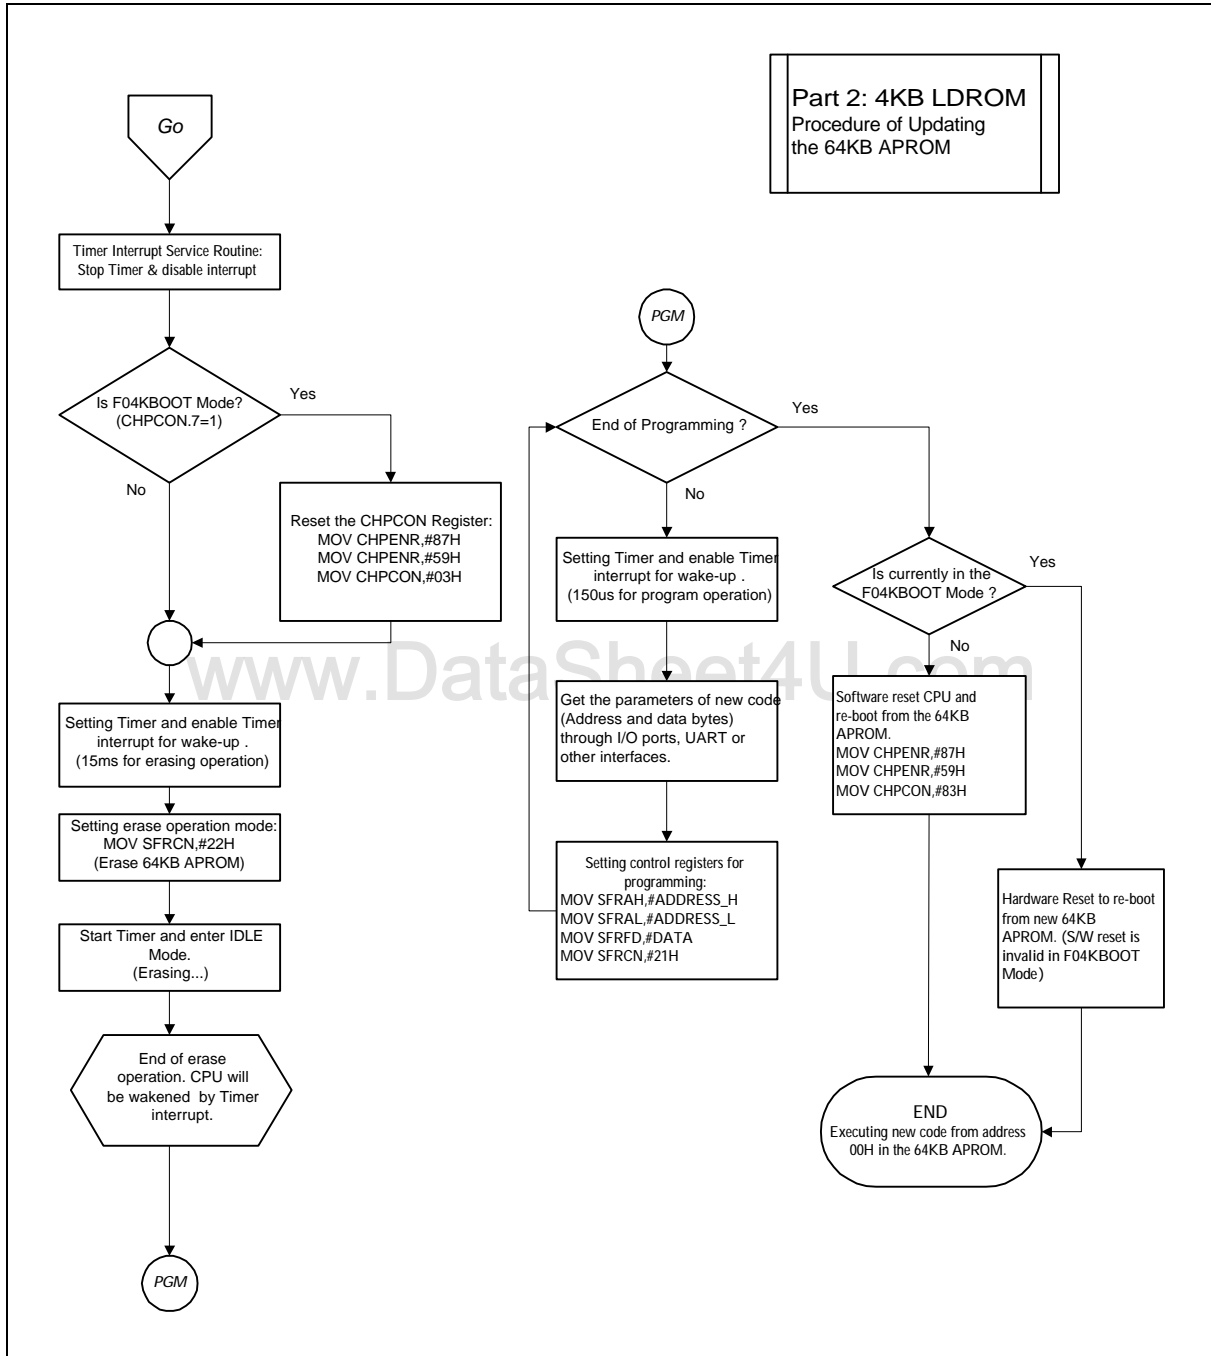 Part 2: 4KB LDROM
Procedure of Updating
the 64KB APROM
Go
Timer Interrupt Service Routine:
Stop Timer & disable interrupt
Is F04KBOOT Mode?
(CHPCON.7=1)
Yes
No
Reset the CHPCON Register:
MOV CHPENR,#87H
MOV CHPENR,#59H
MOV CHPCON,#03H
Setting Timer and enable Timer
interrupt for wake-up .
(15ms for erasing operation)
Setting erase operation mode:
MOV SFRCN,#22H
(Erase 64KB APROM)
Start Timer and enter IDLE
Mode.
(Erasing...)
End of erase
operation. CPU will
be wakened by Timer
interrupt.
PGM
PGM
End of Programming ?
Yes
No
Setting Timer and enable Timer
interrupt for wake-up .
(150us for program operation)
Get the parameters of new code
(Address and data bytes)
through I/O ports, UART or
other interfaces.
Setting control registers for
programming:
MOV SFRAH,#ADDRESS_H
MOV SFRAL,#ADDRESS_L
MOV SFRFD,#DATA
MOV SFRCN,#21H
Is currently in the
F04KBOOT Mode ?
Yes
No
Software reset CPU and
re-boot from the 64KB
APROM.
MOV CHPENR,#87H
MOV CHPENR,#59H
MOV CHPCON,#83H
Hardware Reset to re-boot
from new 64KB
APROM. (S/W reset is
invalid in F04KBOOT
Mode)
END
Executing new code from address
00H in the 64KB APROM.
www.DataSheet4U.com